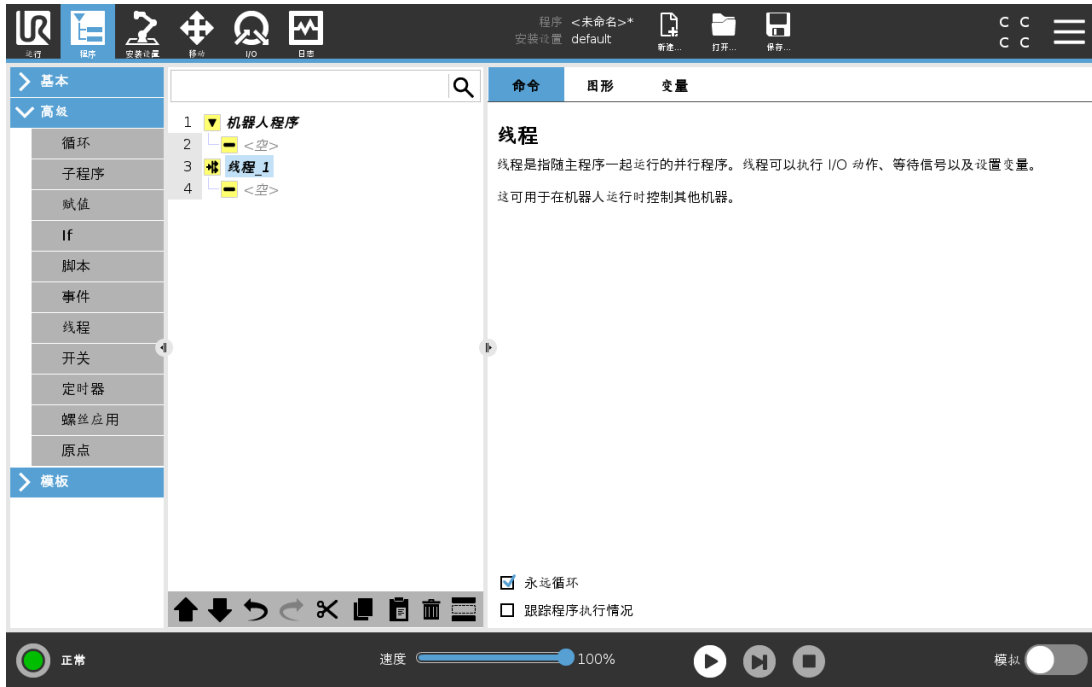 UR
程序 <未命名>*
安装设置 default
C C
C C
运行 程序 安装设置 移动 I/O 日志 新建... 打开... 保存...
基本
高级
循环
子程序
赋值
If
脚本
事件
线程
开关
定时器
螺丝应用
原点
模板
1 机器人程序
2 <空>
3 线程_1
4 <空>
命令 图形 变量
线程
线程是指随主程序一起运行的并行程序。线程可以执行 I/O 动作、等待信号以及设置变量。
这可用于在机器人运行时控制其他机器。
永远循环
跟踪程序执行情况
正常 速度 100% 模拟